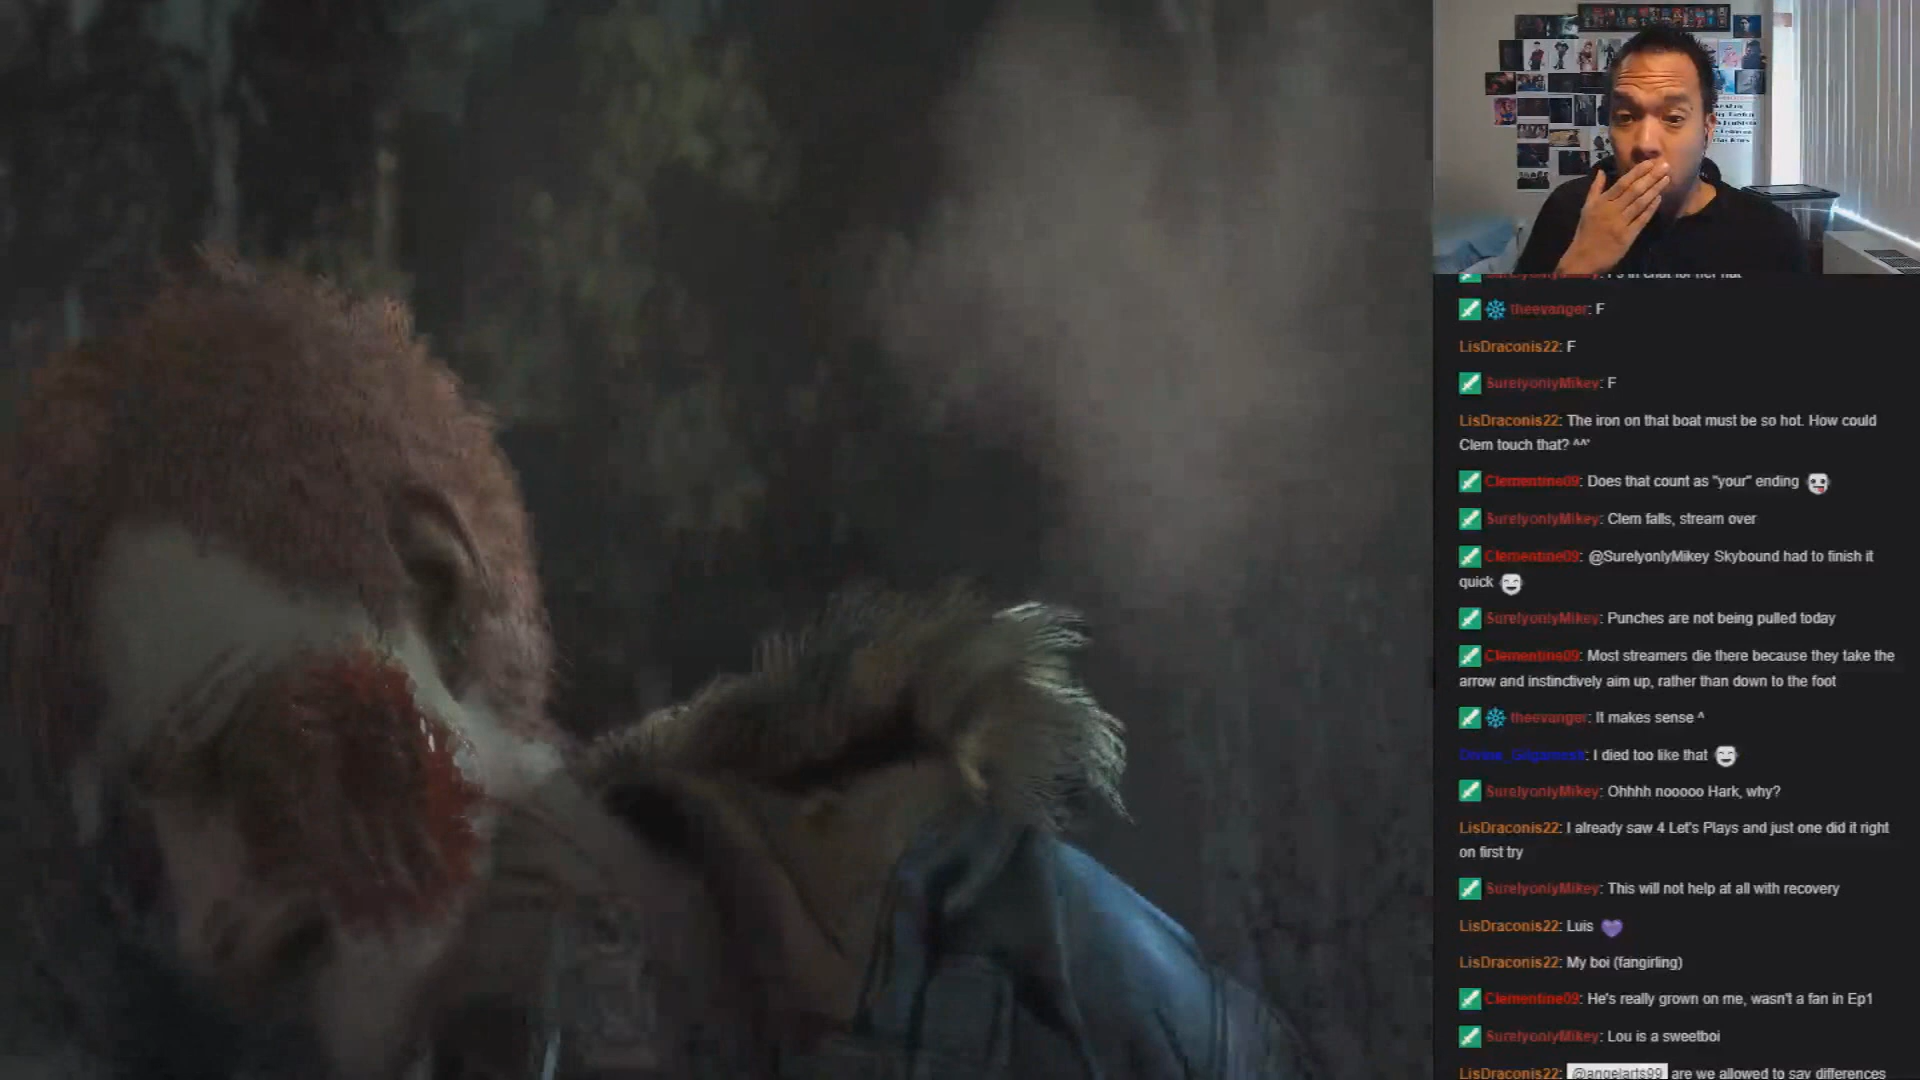 theevanger: F
LisDraconis22: F
SurelyonlyMikey: F
LisDraconis22: The iron on that boat must be so hot. How could
Clem touch that? ^^'
Clementine09: Does that count as "your" ending
SurelyonlyMikey: Clem falls, stream over
Clementine09: @SurelyonlyMikey Skybound had to finish it
quick
SurelyonlyMikey: Punches are not being pulled today
Clementine09: Most streamers die there because they take the
arrow and instinctively aim up, rather than down to the foot
theevanger: It makes sense ^
Divine_Gilgamesh: I died too like that
SurelyonlyMikey: Ohhhh nooooo Hark, why?
LisDraconis22: I already saw 4 Let's Plays and just one did it right
on first try
SurelyonlyMikey: This will not help at all with recovery
LisDraconis22: Luis
LisDraconis22: My boi (fangirling)
Clementine09: He's really grown on me, wasn't a fan in Ep1
SurelyonlyMikey: Lou is a sweetboi
LisDraconis22: @angelarts99 are we allowed to say differences